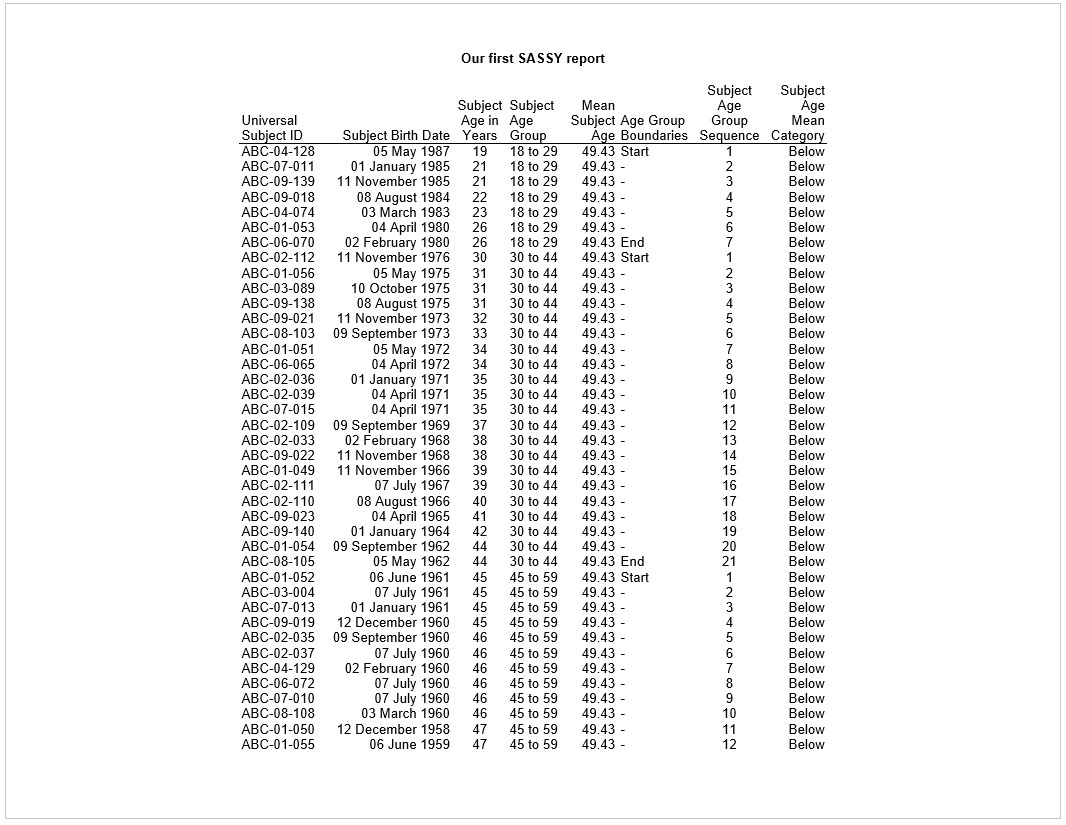 Our first SASSY report
Subject Subject
Subject Subject Mean Age Age
Universal Age in Age Subject Age Group Group Mean
Subject ID Subject Birth Date Years Group Age Boundaries Sequence Category
ABC-04-128 05 May 1987 19 18 to 29 49.43 Start 1 Below
ABC-07-011 01 January 1985 21 18 to 29 49.43 - 2 Below
ABC-09-139 11 November 1985 21 18 to 29 49.43 - 3 Below
ABC-09-018 08 August 1984 22 18 to 29 49.43 - 4 Below
ABC-04-074 03 March 1983 23 18 to 29 49.43 - 5 Below
ABC-01-053 04 April 1980 26 18 to 29 49.43 - 6 Below
ABC-06-070 02 February 1980 26 18 to 29 49.43 End 7 Below
ABC-02-112 11 November 1976 30 30 to 44 49.43 Start 1 Below
ABC-01-056 05 May 1975 31 30 to 44 49.43 - 2 Below
ABC-03-089 10 October 1975 31 30 to 44 49.43 - 3 Below
ABC-09-138 08 August 1975 31 30 to 44 49.43 - 4 Below
ABC-09-021 11 November 1973 32 30 to 44 49.43 - 5 Below
ABC-08-103 09 September 1973 33 30 to 44 49.43 - 6 Below
ABC-01-051 05 May 1972 34 30 to 44 49.43 - 7 Below
ABC-06-065 04 April 1972 34 30 to 44 49.43 - 8 Below
ABC-02-036 01 January 1971 35 30 to 44 49.43 - 9 Below
ABC-02-039 04 April 1971 35 30 to 44 49.43 - 10 Below
ABC-07-015 04 April 1971 35 30 to 44 49.43 - 11 Below
ABC-02-109 09 September 1969 37 30 to 44 49.43 - 12 Below
ABC-02-033 02 February 1968 38 30 to 44 49.43 - 13 Below
ABC-09-022 11 November 1968 38 30 to 44 49.43 - 14 Below
ABC-01-049 11 November 1966 39 30 to 44 49.43 - 15 Below
ABC-02-111 07 July 1967 39 30 to 44 49.43 - 16 Below
ABC-02-110 08 August 1966 40 30 to 44 49.43 - 17 Below
ABC-09-023 04 April 1965 41 30 to 44 49.43 - 18 Below
ABC-09-140 01 January 1964 42 30 to 44 49.43 - 19 Below
ABC-01-054 09 September 1962 44 30 to 44 49.43 - 20 Below
ABC-08-105 05 May 1962 44 30 to 44 49.43 End 21 Below
ABC-01-052 06 June 1961 45 45 to 59 49.43 Start 1 Below
ABC-03-004 07 July 1961 45 45 to 59 49.43 - 2 Below
ABC-07-013 01 January 1961 45 45 to 59 49.43 - 3 Below
ABC-09-019 12 December 1960 45 45 to 59 49.43 - 4 Below
ABC-02-035 09 September 1960 46 45 to 59 49.43 - 5 Below
ABC-02-037 07 July 1960 46 45 to 59 49.43 - 6 Below
ABC-04-129 02 February 1960 46 45 to 59 49.43 - 7 Below
ABC-06-072 07 July 1960 46 45 to 59 49.43 - 8 Below
ABC-07-010 07 July 1960 46 45 to 59 49.43 - 9 Below
ABC-08-108 03 March 1960 46 45 to 59 49.43 - 10 Below
ABC-01-050 12 December 1958 47 45 to 59 49.43 - 11 Below
ABC-01-055 06 June 1959 47 45 to 59 49.43 - 12 Below